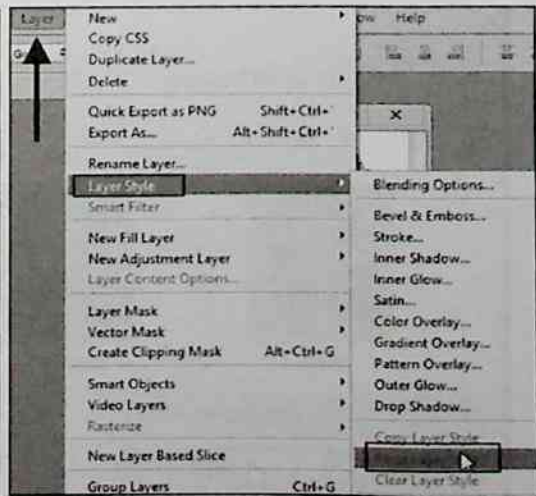 Layer
New
Copy CSS
Duplicate Layer...
Delete
Quick Export as PNG Shift+Ctrl+'
Export As... Alt+Shift+Ctrl+'
Rename Layer...
Layer Style
Smart Filter
New Fill Layer
New Adjustment Layer
Layer Content Options...
Layer Mask
Vector Mask
Create Clipping Mask Alt+Ctrl+G
Smart Objects
Video Layers
Rasterize
New Layer Based Slice
Group Layers Ctrl+G
Help
Blending Options...
Bevel & Emboss...
Stroke...
Inner Shadow...
Inner Glow...
Satin...
Color Overlay...
Gradient Overlay...
Pattern Overlay...
Outer Glow...
Drop Shadow...
Copy Layer Style
Clear Layer Style